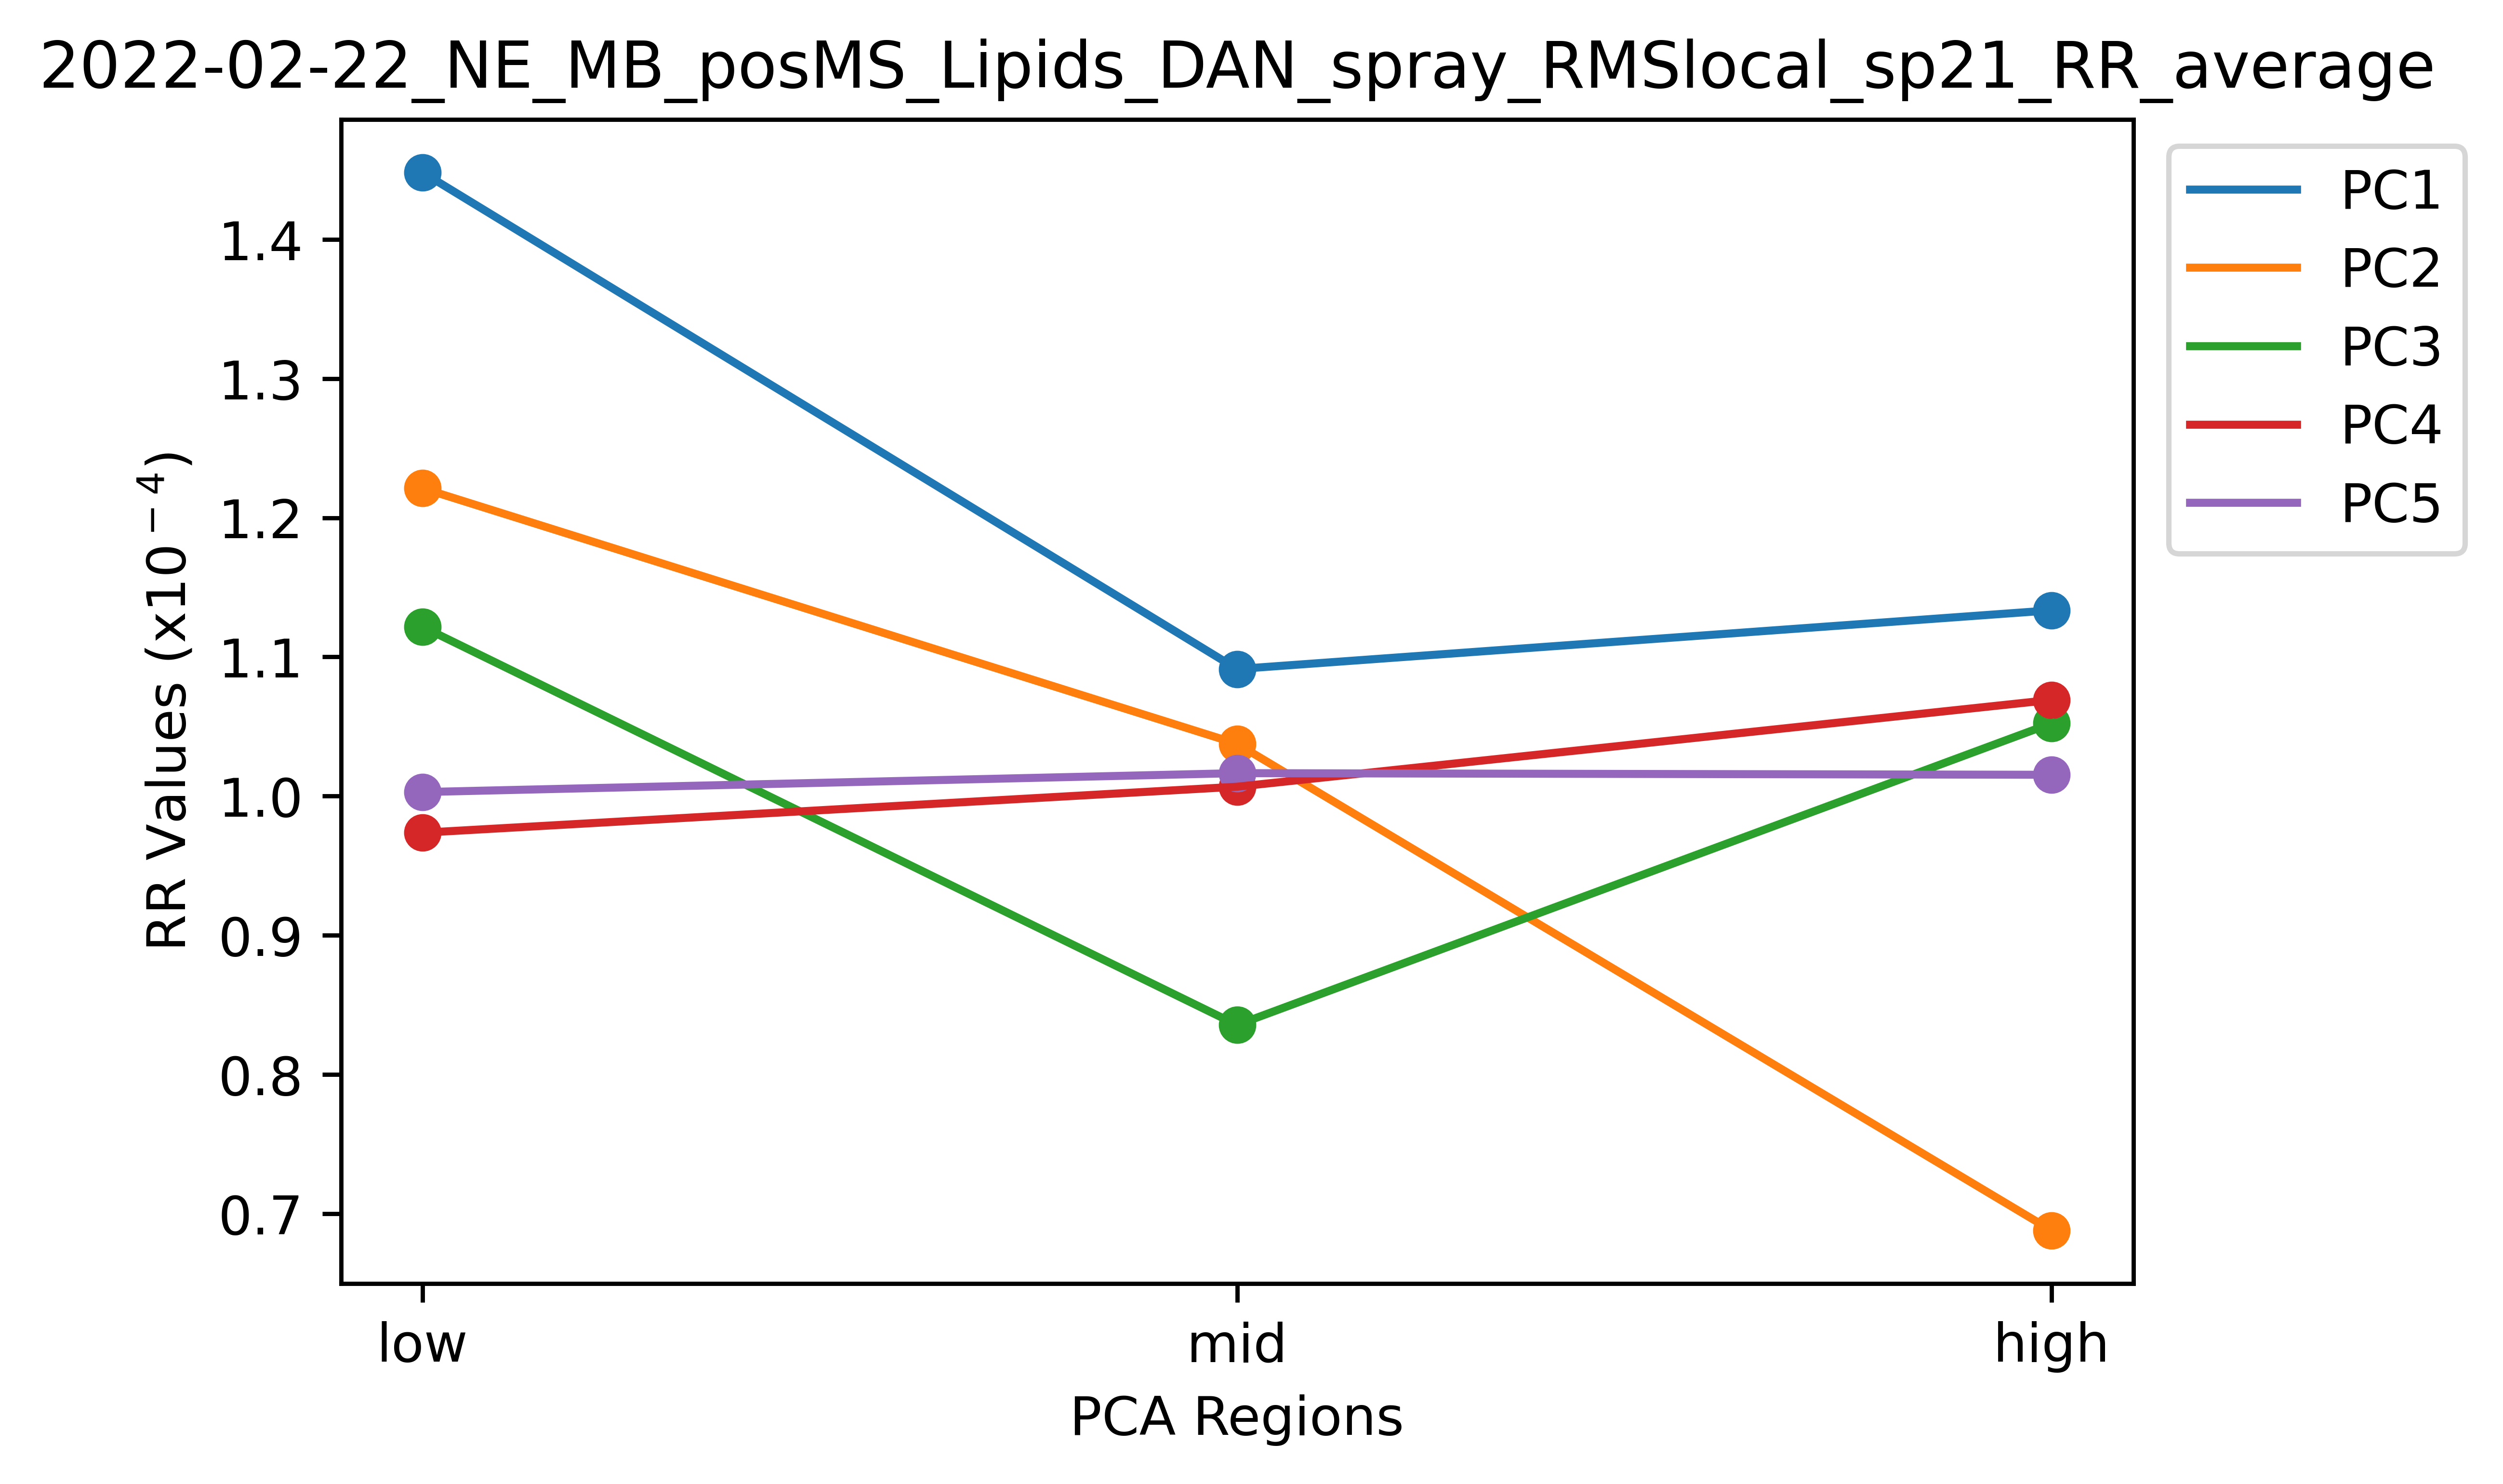 2022-02-22_NE_MB_posMS_Lipids_DAN_spray_RMSlocal_sp21_RR_average
PC1
PC2
PC3
PC4
PC5
RR Values (x10⁻⁴)
1.4
1.3
1.2
1.1
1.0
0.9
0.8
0.7
low mid high
PCA Regions